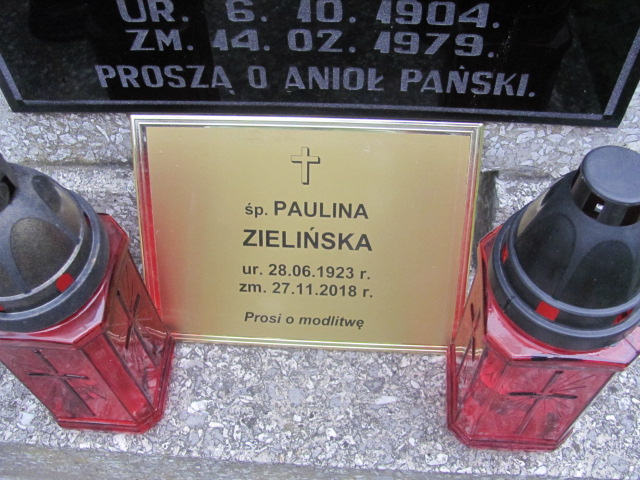 UR. 6. 10. 1904.
ZM. 14. 02. 1979.
PROSZĄ O ANIOŁ PAŃSKI.
śp. PAULINA
ZIELIŃSKA
ur. 28.06.1923 r.
zm. 27.11.2018 r.
Prosi o modlitwę